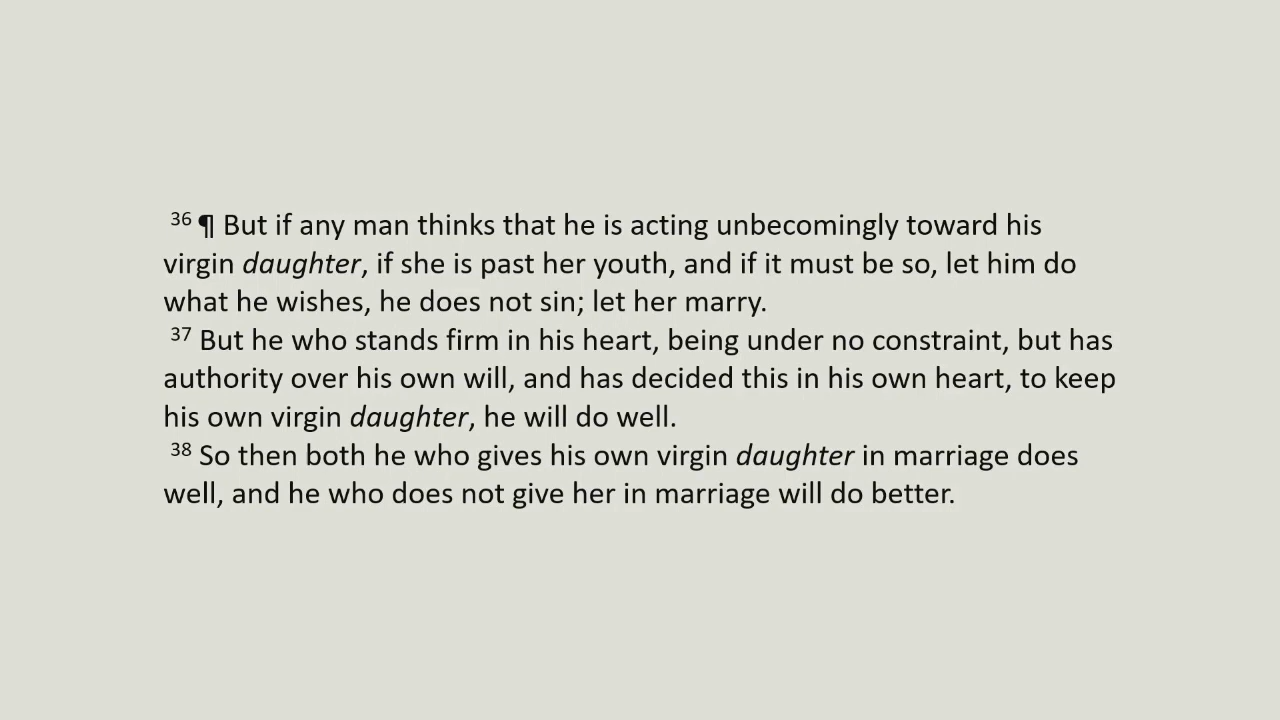 36 ¶ But if any man thinks that he is acting unbecomingly toward his
virgin daughter, if she is past her youth, and if it must be so, let him do
what he wishes, he does not sin; let her marry.
37 But he who stands firm in his heart, being under no constraint, but has
authority over his own will, and has decided this in his own heart, to keep
his own virgin daughter, he will do well.
38 So then both he who gives his own virgin daughter in marriage does
well, and he who does not give her in marriage will do better.